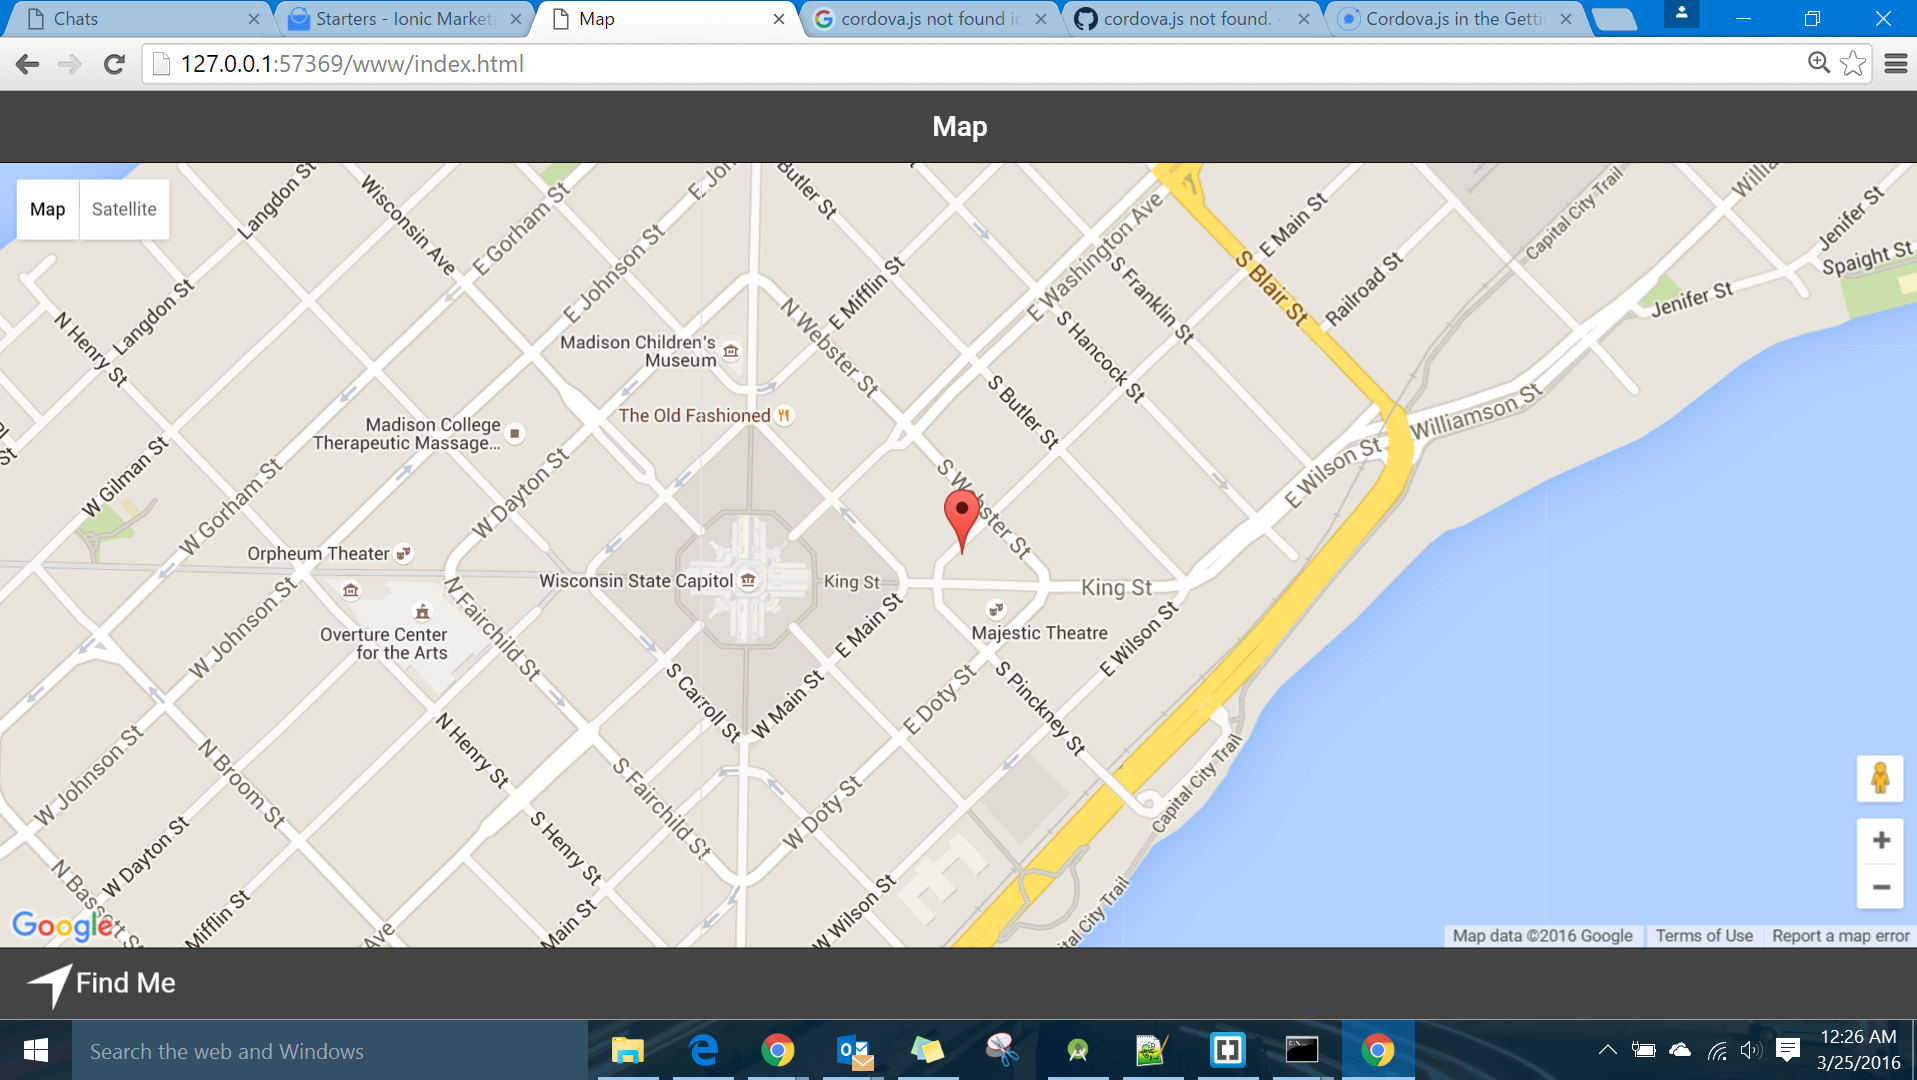 Chats
Starters - Ionic Market
Map
cordova.js not found i
cordova.js not found.
Cordova.js in the Getti
127.0.0.1:57369/www/index.html
Map
Map
Satellite
Langdon St
Wisconsin Ave
E Gorham St
E Johnson St
Butler St
E Mifflin St
E Washington Ave
S Franklin St
S Blair St
E Main St
Railroad St
Capital City Trail
Jenifer St
Spaight St
Jenifer St
N Henry St
Langdon St
Madison Children's
Museum
N Webster St
S Hancock St
S Butler St
The Old Fashioned
Madison College
Therapeutic Massage...
W Gilman St
W Gorham St
W Dayton St
S Webster St
E Wilson St
Williamson St
Orpheum Theater
Wisconsin State Capitol
King St
King St
W Johnson St
N Fairchild St
Overture Center
for the Arts
E Main St
Majestic Theatre
E Wilson St
S Carroll St
W Main St
E Doty St
S Pinckney St
W Johnson St
N Broom St
N Henry St
S Fairchild St
W Doty St
Capital City Trail
W Dayton St
S Henry St
N Bassett St
Mifflin St
Ave
Main St
W Wilson St
tal City Trail
Google
Map data ©2016 Google
Terms of Use
Report a map error
Find Me
Search the web and Windows
12:26 AM
3/25/2016